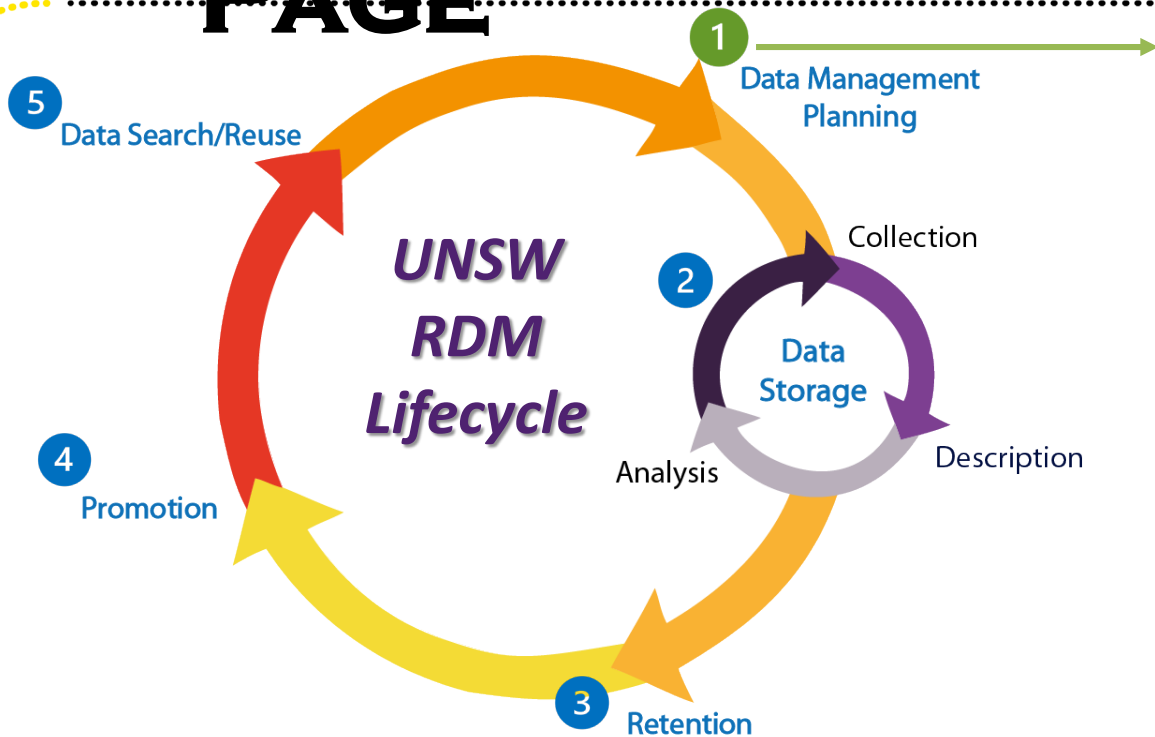 PAGE
1
Data Management
Planning
5
Data Search/Reuse
Collection
UNSW
RDM
Lifecycle
2
Data
Storage
Description
Analysis
4
Promotion
3
Retention